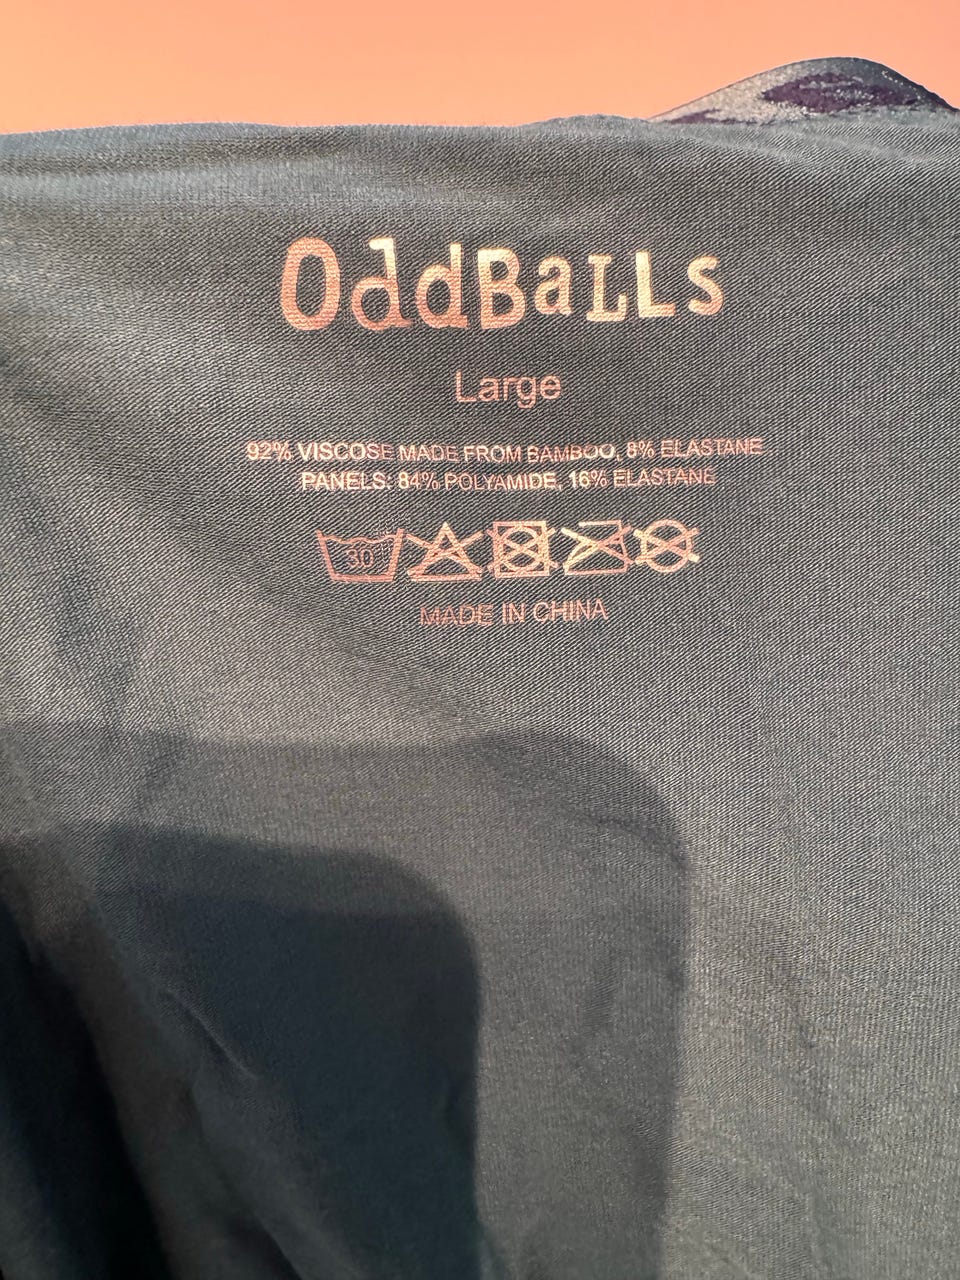 OddBaLLs
Large
92% VISCOSE MADE FROM BAMBOO, 8% ELASTANE
PANELS: 84% POLYAMIDE, 16% ELASTANE
30
MADE IN CHINA